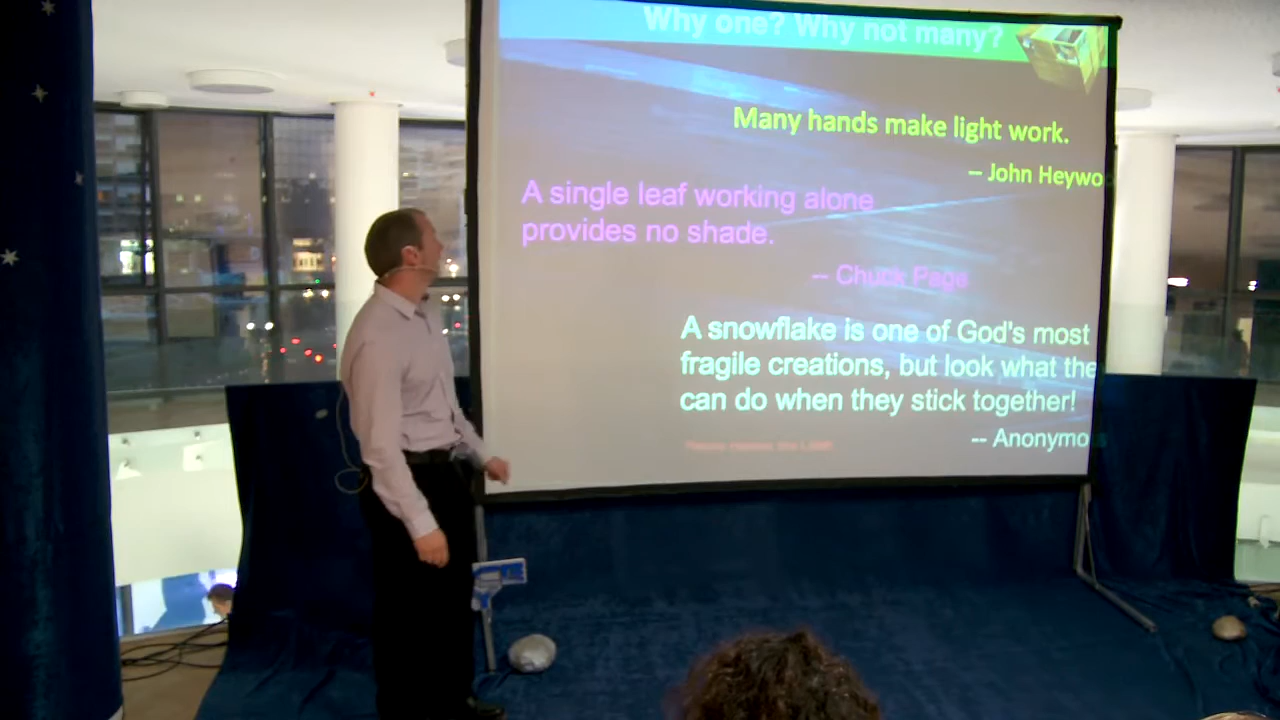 Why one? Why not many?
Many hands make light work.
-- John Heywo
A single leaf working alone
provides no shade.
-- Chuck Page
A snowflake is one of God's most
fragile creations, but look what the
can do when they stick together!
-- Anonymo